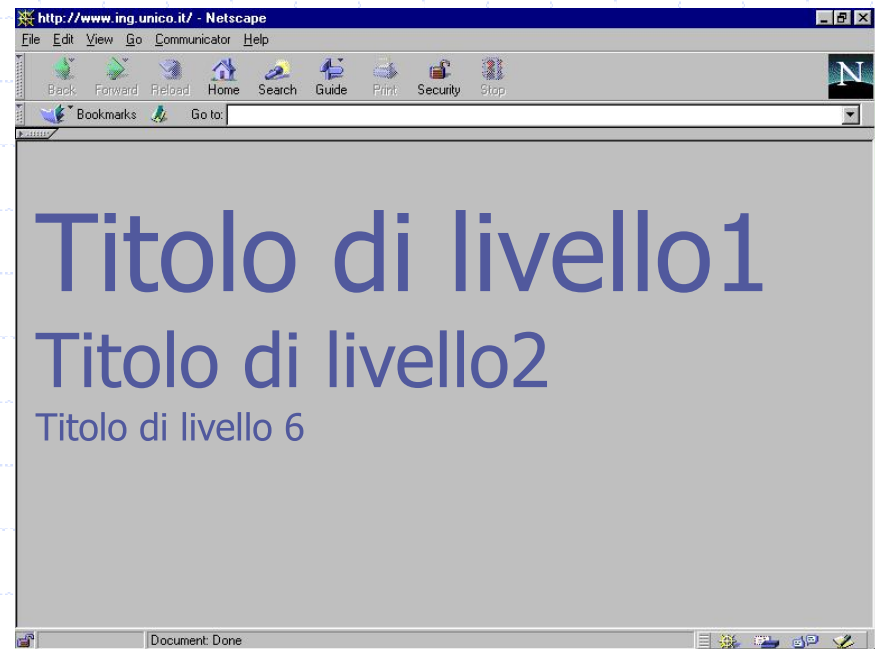 http://www.ing.unico.it/ - Netscape
File Edit View Go Communicator Help
Back Forward Reload Home Search Guide Print Security Stop
N
Bookmarks Go to:
Titolo di livello1
Titolo di livello2
Titolo di livello 6
Document: Done